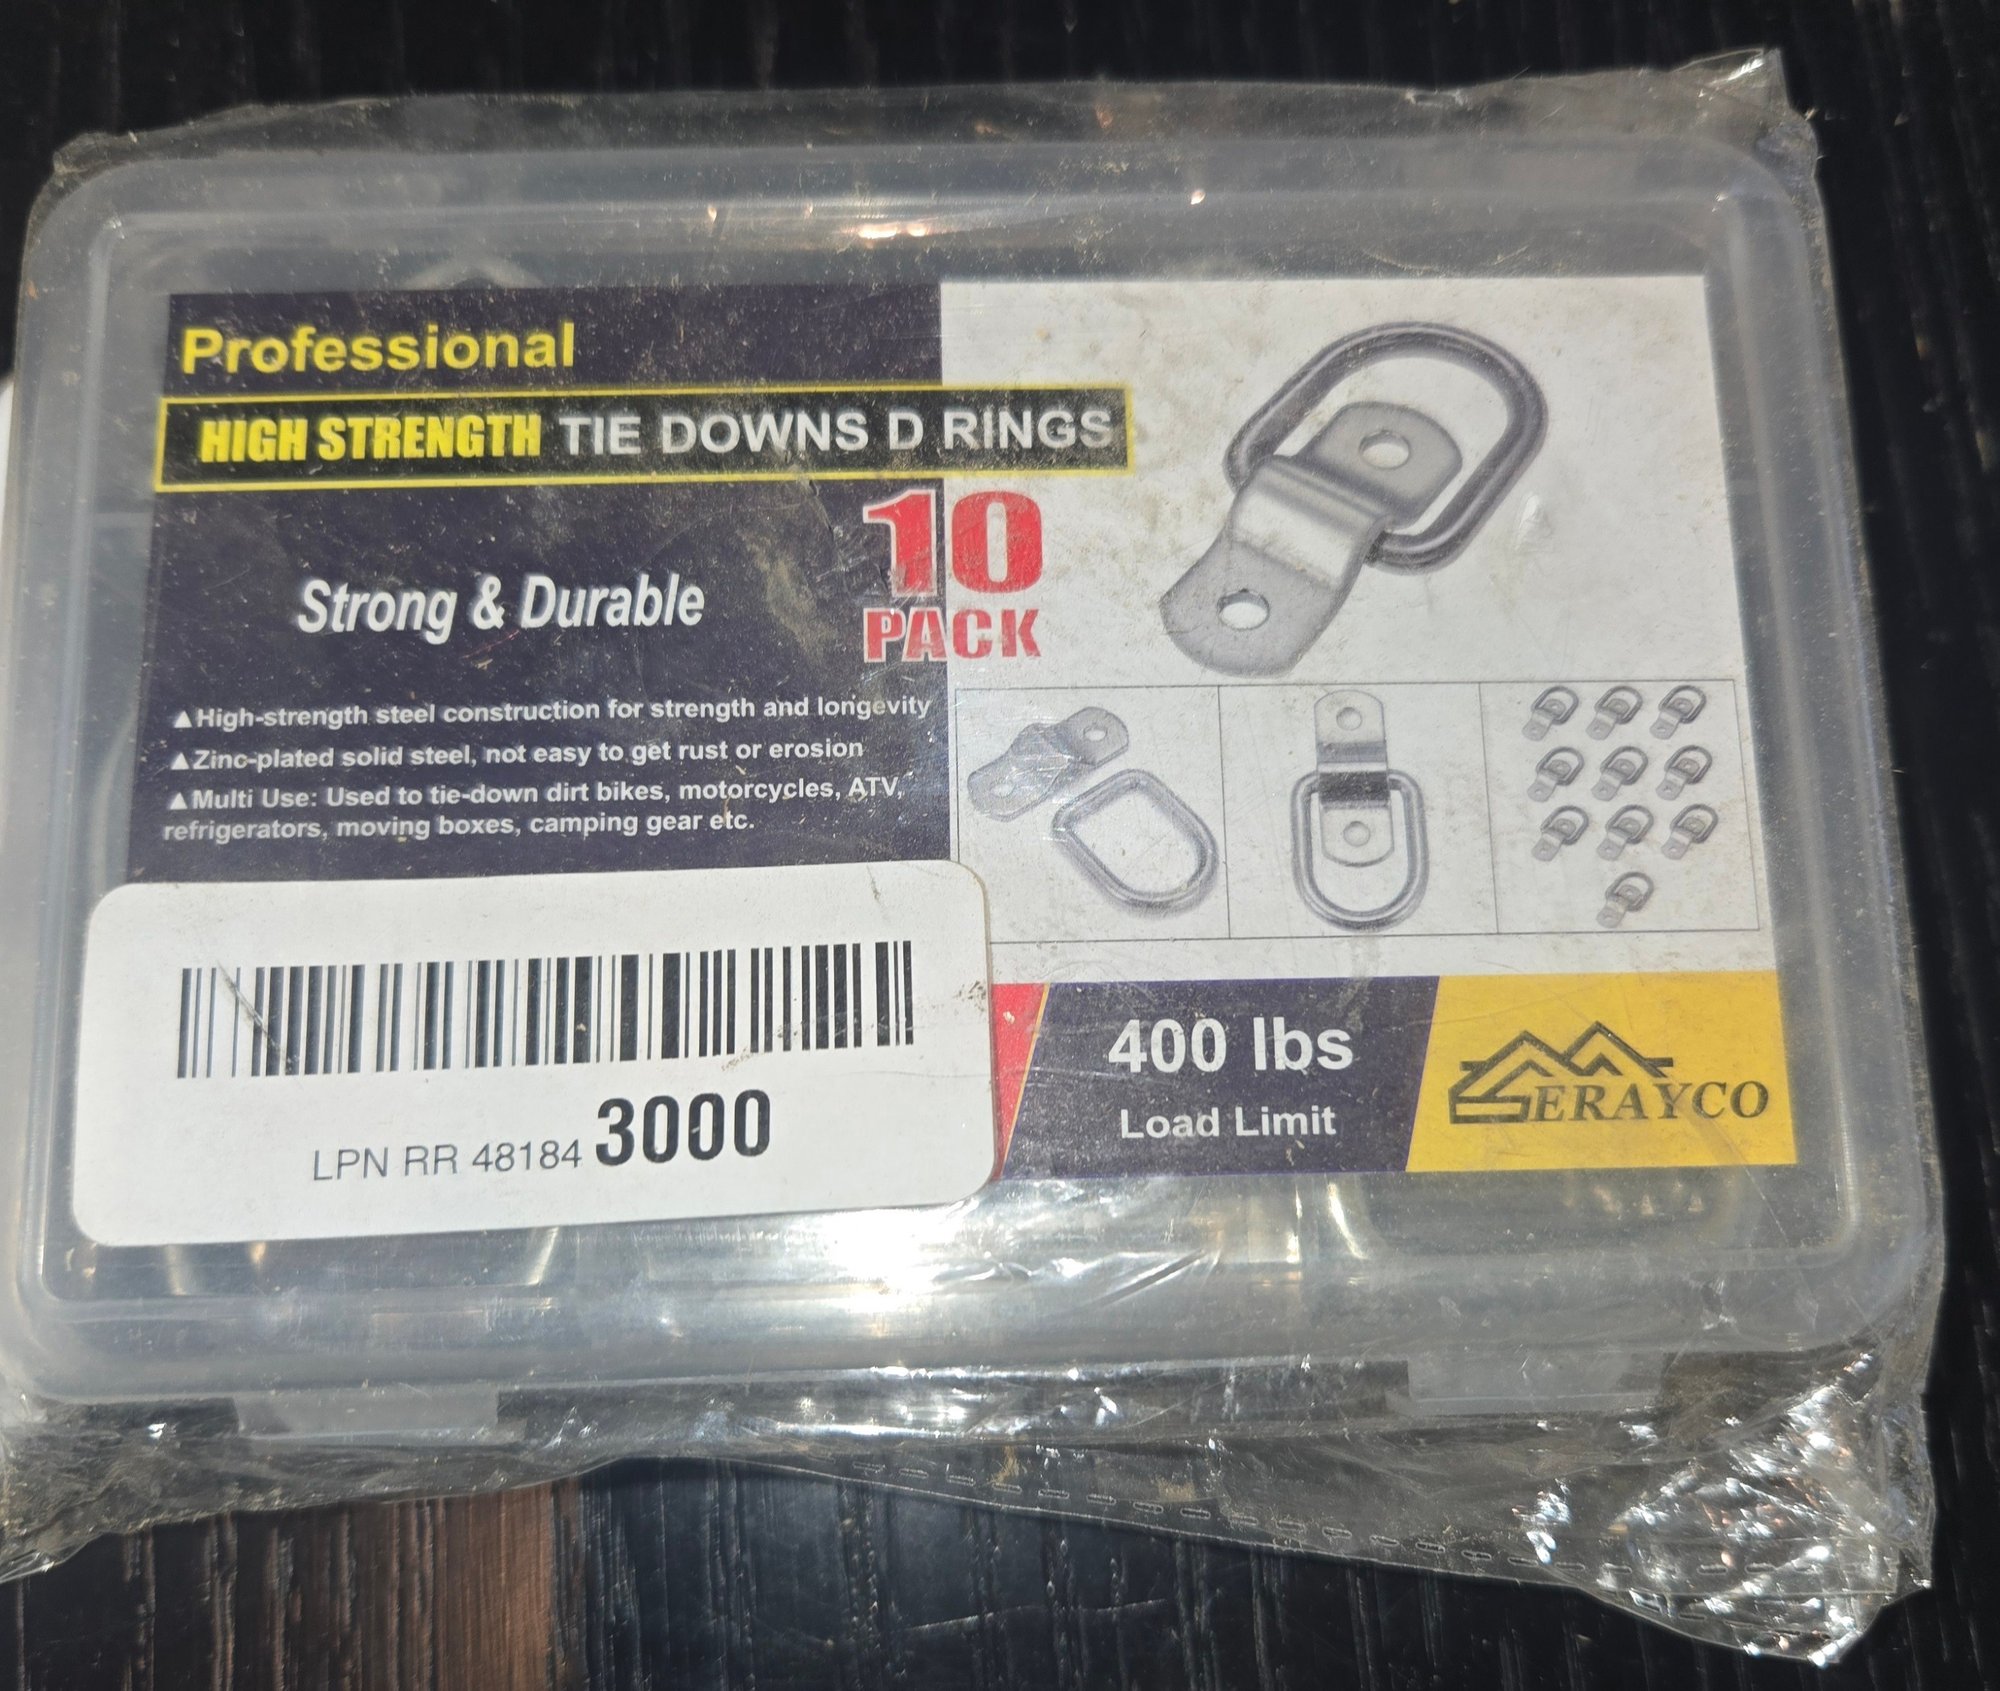 Professional
HIGH STRENGTH TIE DOWNS D RINGS
10
PACK
Strong & Durable
▲High-strength steel construction for strength and longevity
▲Zinc-plated solid steel, not easy to get rust or erosion
▲Multi Use: Used to tie-down dirt bikes, motorcycles, ATV,
refrigerators, moving boxes, camping gear etc.
LPN RR 48184 3000
400 lbs
Load Limit
SERAYCO